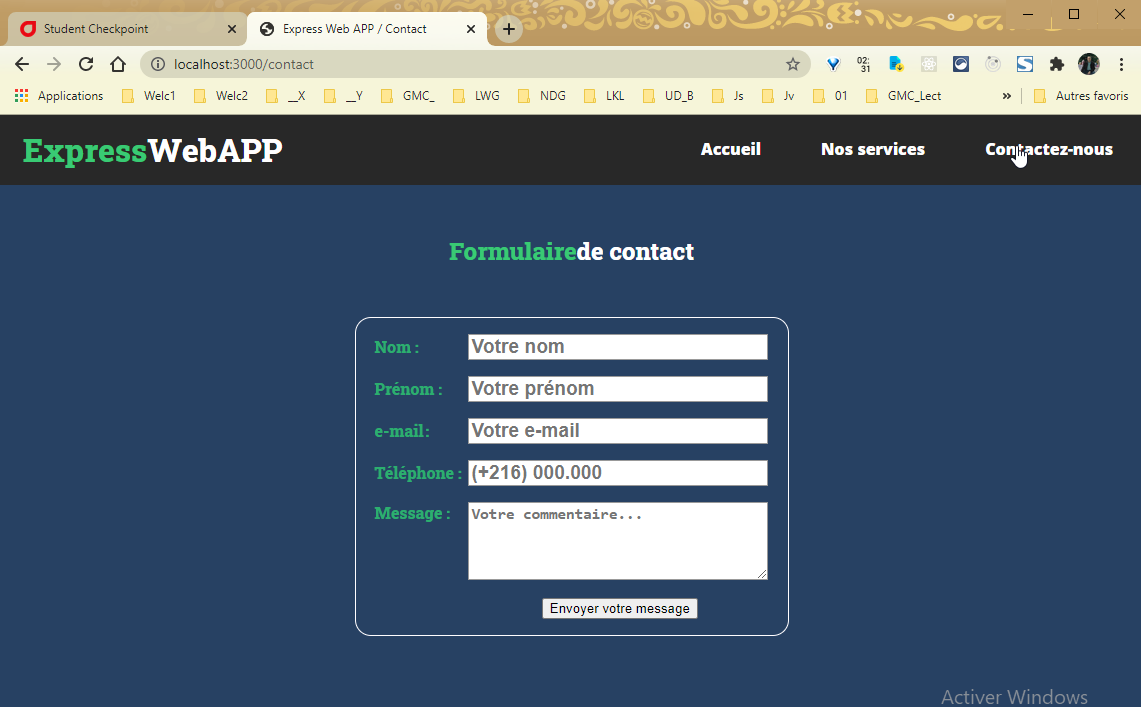 Student Checkpoint
Express Web APP / Contact
localhost:3000/contact
02:
31
Applications Welc1 Welc2 __X __Y GMC_ LWG NDG LKL UD_B Js Jv 01 GMC_Lect » Autres favoris
ExpressWebAPP Accueil Nos services Contactez-nous
Formulairede contact
Nom : Votre nom
Prénom : Votre prénom
e-mail: Votre e-mail
Téléphone : (+216) 000.000
Message : Votre commentaire...
Envoyer votre message
Activer Windows